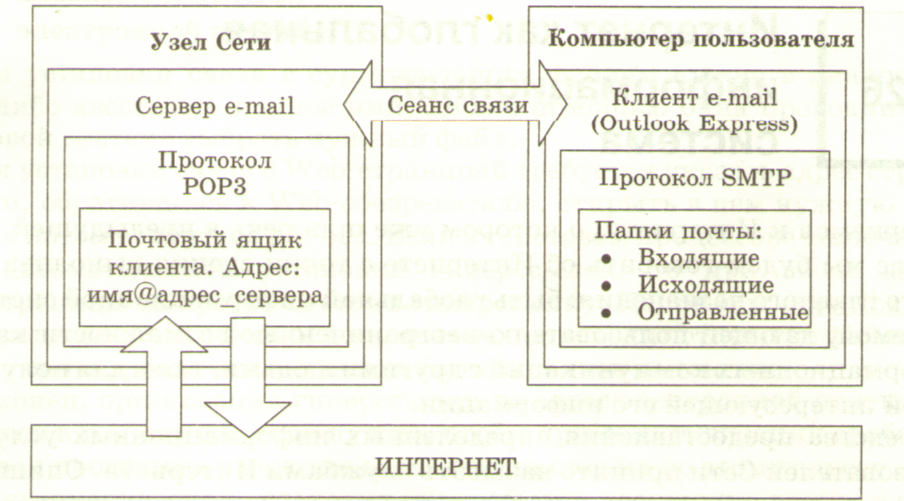 Узел Сети
Сервер e-mail
Протокол
POP3
Почтовый ящик
клиента. Адрес:
имя@адрес_сервера
Сеанс связи
Компьютер пользователя
Клиент e-mail
(Outlook Express)
Протокол SMTP
Папки почты:
• Входящие
• Исходящие
• Отправленные
ИНТЕРНЕТ